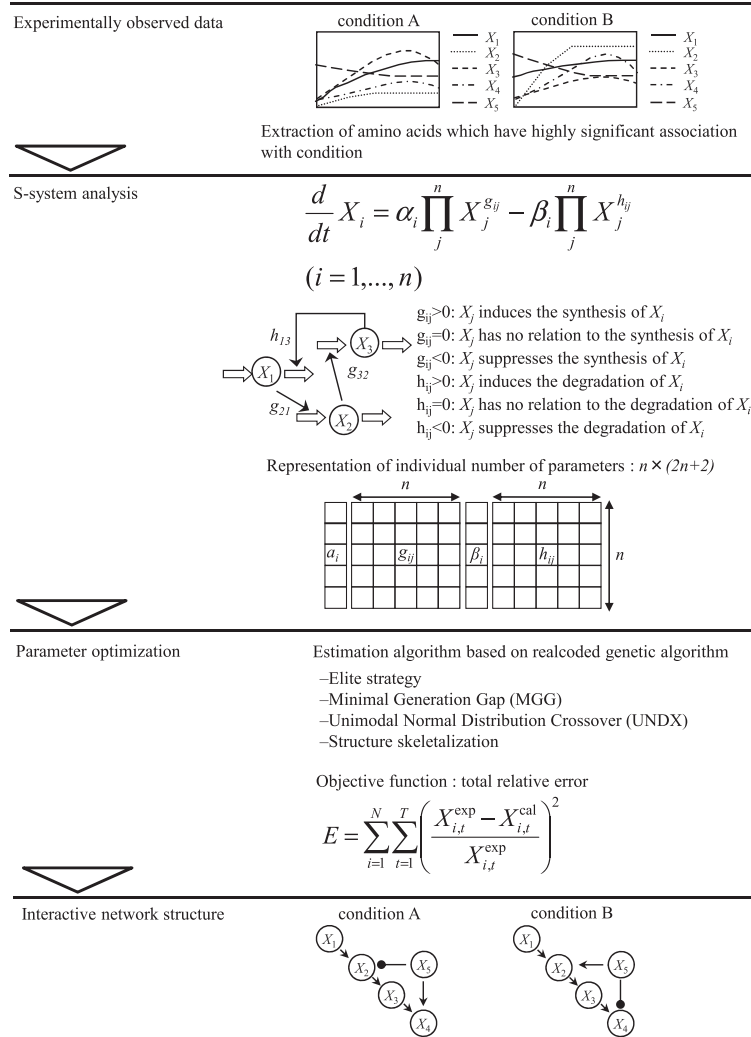 Experimentally observed data
condition A
condition B
X1
X2
X3
X4
X5
X1
X2
X3
X4
X5
Extraction of amino acids which have highly significant association
with condition
S-system analysis
d/dt Xi = αi ∏ j n Xj^gij − βi ∏ j n Xj^hij
(i = 1,..., n)
h13
X3
X1
g32
g21
X2
gij>0: Xj induces the synthesis of Xi
gij=0: Xj has no relation to the synthesis of Xi
gij<0: Xj suppresses the synthesis of Xi
hij>0: Xj induces the degradation of Xi
hij=0: Xj has no relation to the degradation of Xi
hij<0: Xj suppresses the degradation of Xi
Representation of individual number of parameters : n × (2n+2)
n
n
ai
gij
βi
hij
n
Parameter optimization
Estimation algorithm based on realcoded genetic algorithm
–Elite strategy
–Minimal Generation Gap (MGG)
–Unimodal Normal Distribution Crossover (UNDX)
–Structure skeletalization
Objective function : total relative error
E = ∑ i=1 N ∑ t=1 T ( (Xi,t^exp − Xi,t^cal) / Xi,t^exp )^2
Interactive network structure
condition A
condition B
X1
X2
X5
X3
X4
X1
X2
X5
X3
X4